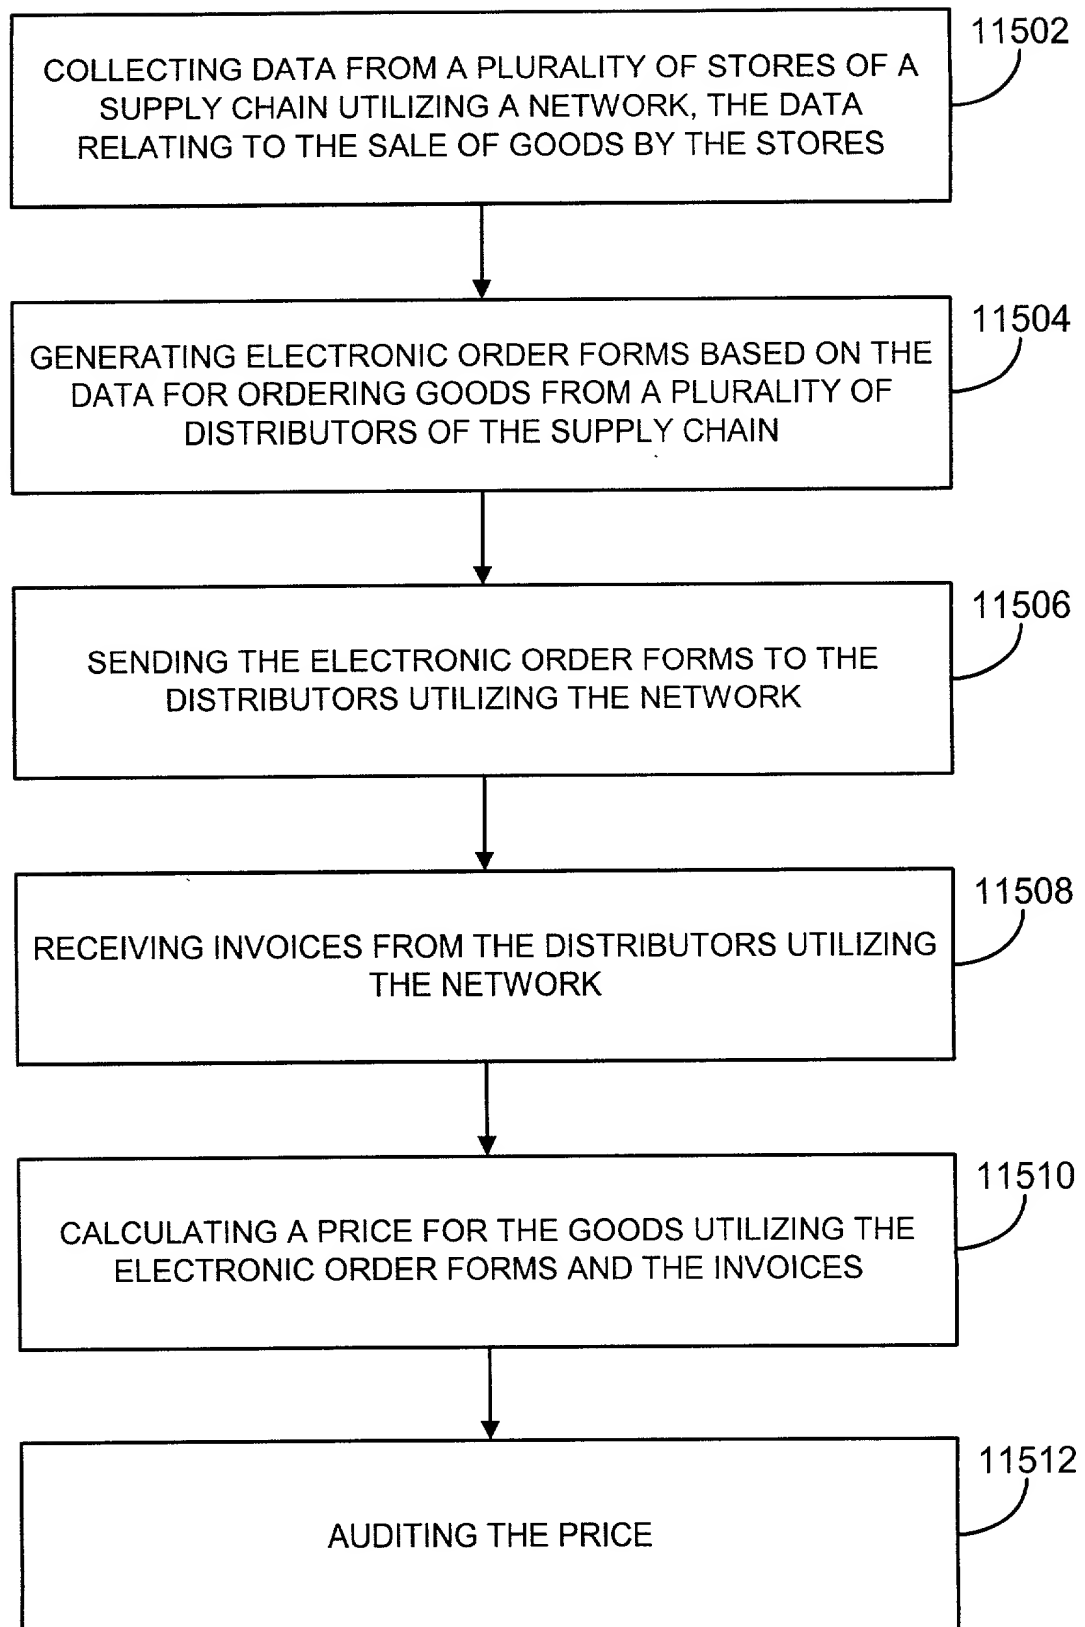 11502
COLLECTING DATA FROM A PLURALITY OF STORES OF A
SUPPLY CHAIN UTILIZING A NETWORK, THE DATA
RELATING TO THE SALE OF GOODS BY THE STORES
11504
GENERATING ELECTRONIC ORDER FORMS BASED ON THE
DATA FOR ORDERING GOODS FROM A PLURALITY OF
DISTRIBUTORS OF THE SUPPLY CHAIN
11506
SENDING THE ELECTRONIC ORDER FORMS TO THE
DISTRIBUTORS UTILIZING THE NETWORK
11508
RECEIVING INVOICES FROM THE DISTRIBUTORS UTILIZING
THE NETWORK
11510
CALCULATING A PRICE FOR THE GOODS UTILIZING THE
ELECTRONIC ORDER FORMS AND THE INVOICES
11512
AUDITING THE PRICE